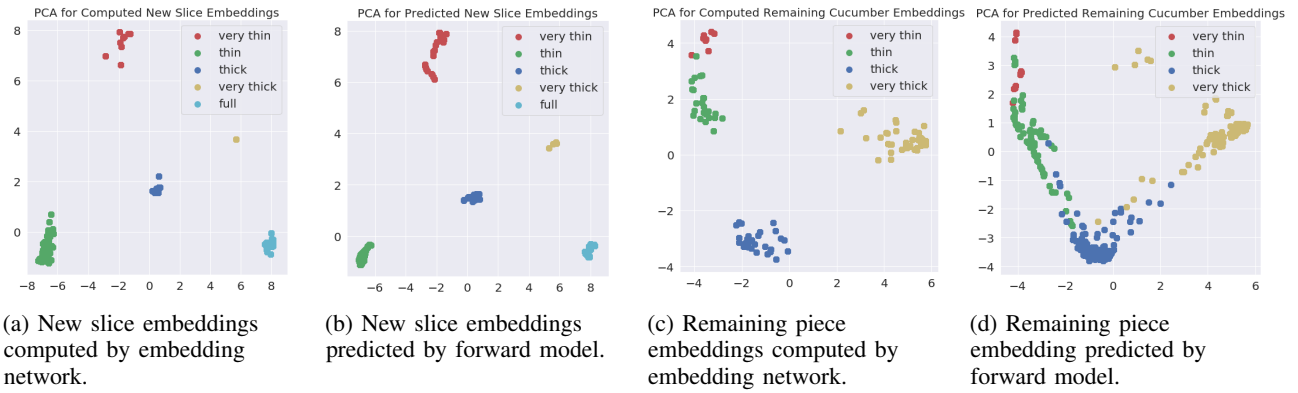 PCA for Computed New Slice Embeddings
very thin
thin
thick
very thick
full
8
6
4
2
0
−8 −6 −4 −2 0 2 4 6 8
(a) New slice embeddings
computed by embedding
network.
PCA for Predicted New Slice Embeddings
very thin
thin
thick
very thick
full
8
6
4
2
0
−6 −4 −2 0 2 4 6 8
(b) New slice embeddings
predicted by forward model.
PCA for Computed Remaining Cucumber Embeddings
very thin
thin
thick
very thick
4
2
0
−2
−4
−4 −2 0 2 4 6
(c) Remaining piece
embeddings computed by
embedding network.
PCA for Predicted Remaining Cucumber Embeddings
very thin
thin
thick
very thick
4
3
2
1
0
−1
−2
−3
−4
−4 −2 0 2 4 6
(d) Remaining piece
embedding predicted by
forward model.